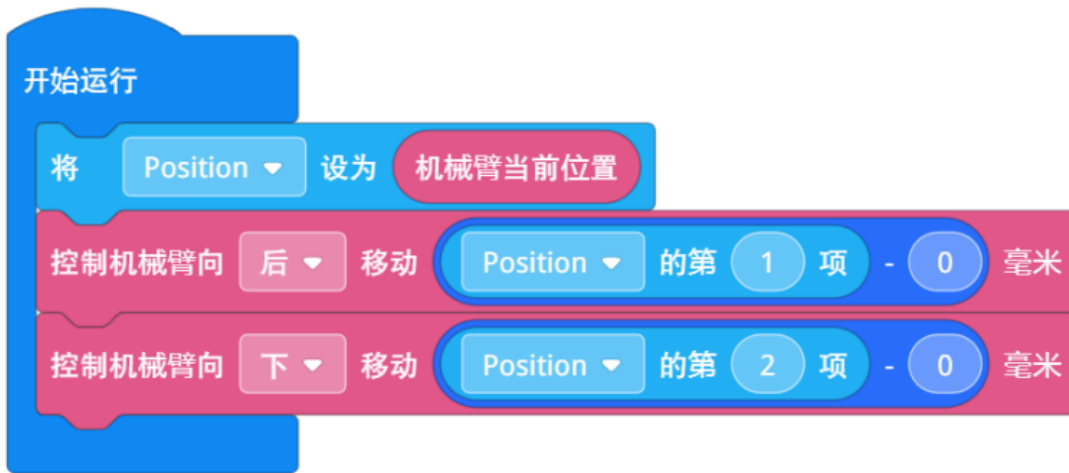 开始运行
将 Position 设为 机械臂当前位置
控制机械臂向 后 移动 Position 的第 1 项 - 0 毫米
控制机械臂向 下 移动 Position 的第 2 项 - 0 毫米